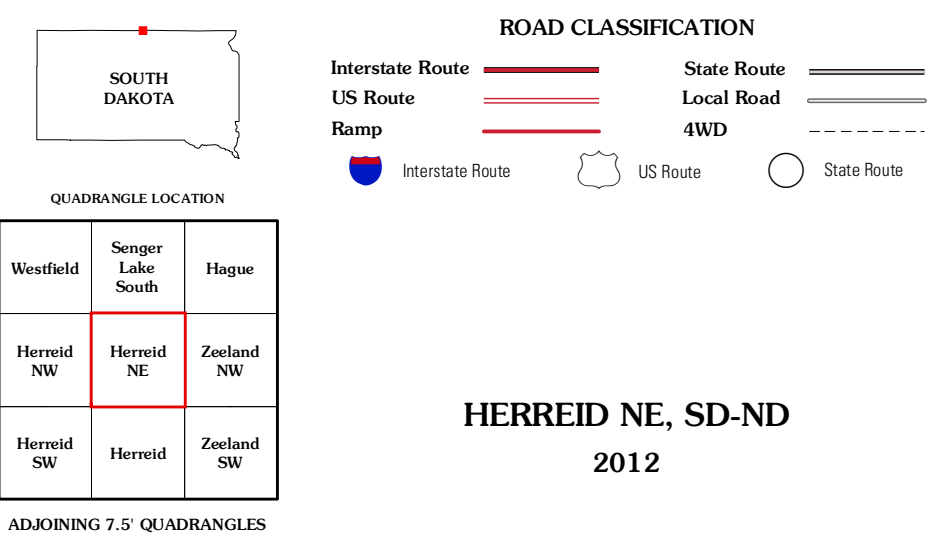 SOUTH
DAKOTA
QUADRANGLE LOCATION
ROAD CLASSIFICATION
Interstate Route
State Route
US Route
Local Road
Ramp
4WD
Interstate Route
US Route
State Route
Westfield
Senger
Lake
South
Hague
Herreid
NW
Herreid
NE
Zeeland
NW
Herreid
SW
Herreid
Zeeland
SW
ADJOINING 7.5' QUADRANGLES
HERREID NE, SD-ND
2012